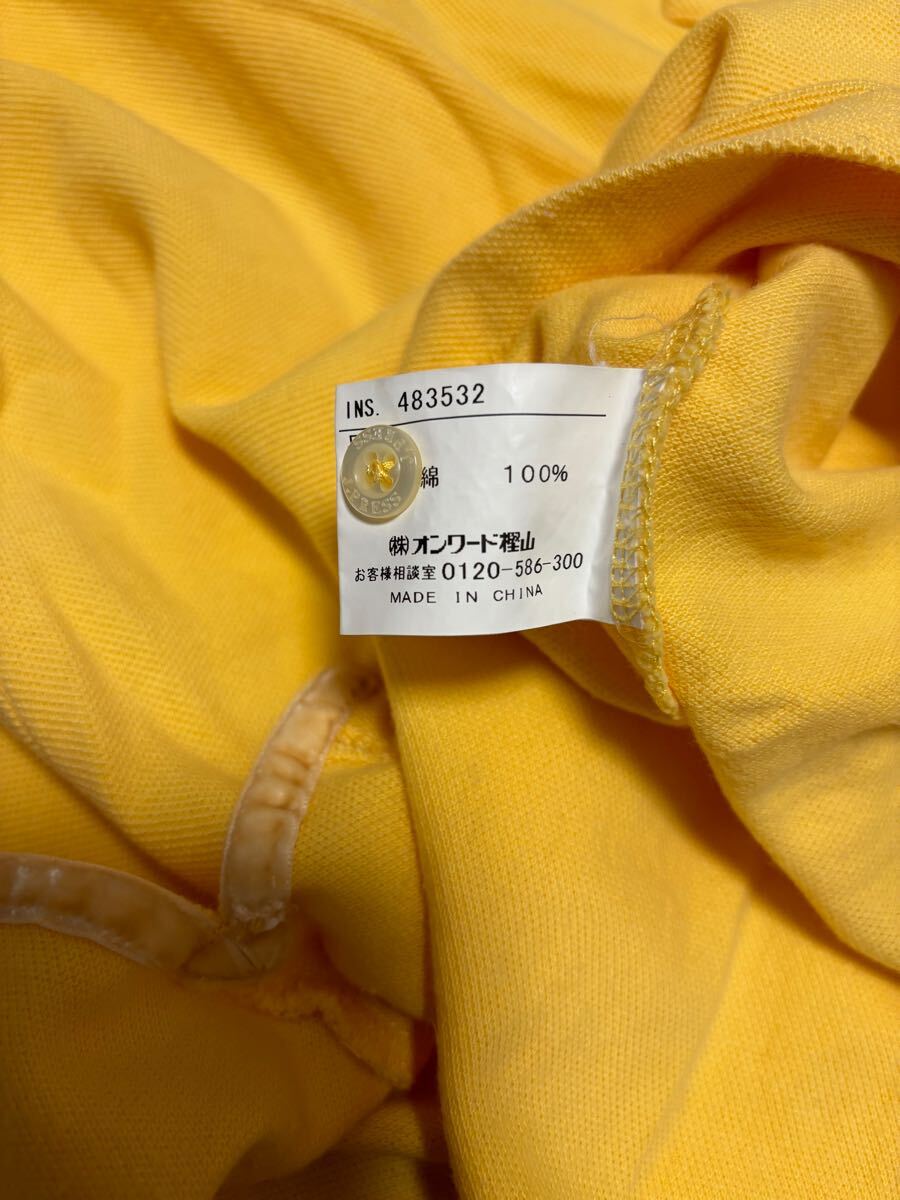 INS. 483532
綿 100%
J.PRESS
㈱オンワード樫山
お客様相談室 0120-586-300
MADE IN CHINA